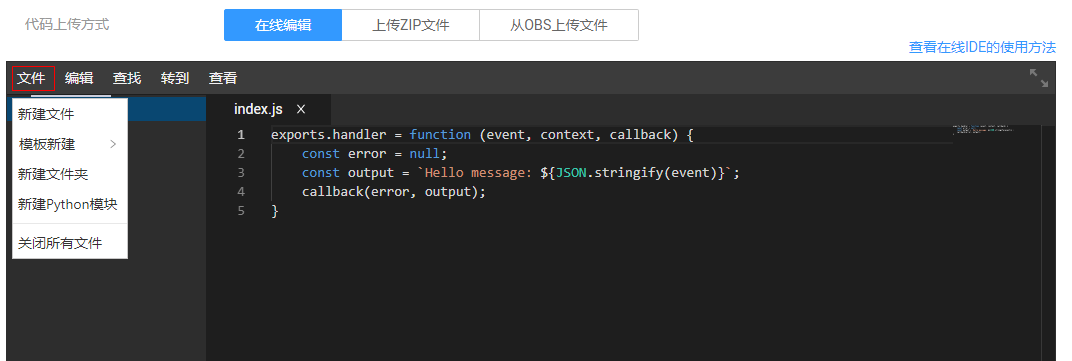 代码上传方式
在线编辑 上传ZIP文件 从OBS上传文件
查看在线IDE的使用方法
文件 编辑 查找 转到 查看
新建文件
模板新建
新建文件夹
新建Python模块
关闭所有文件
index.js X
1 exports.handler = function (event, context, callback) {
2 const error = null;
3 const output = `Hello message: ${JSON.stringify(event)}`;
4 callback(error, output);
5 }